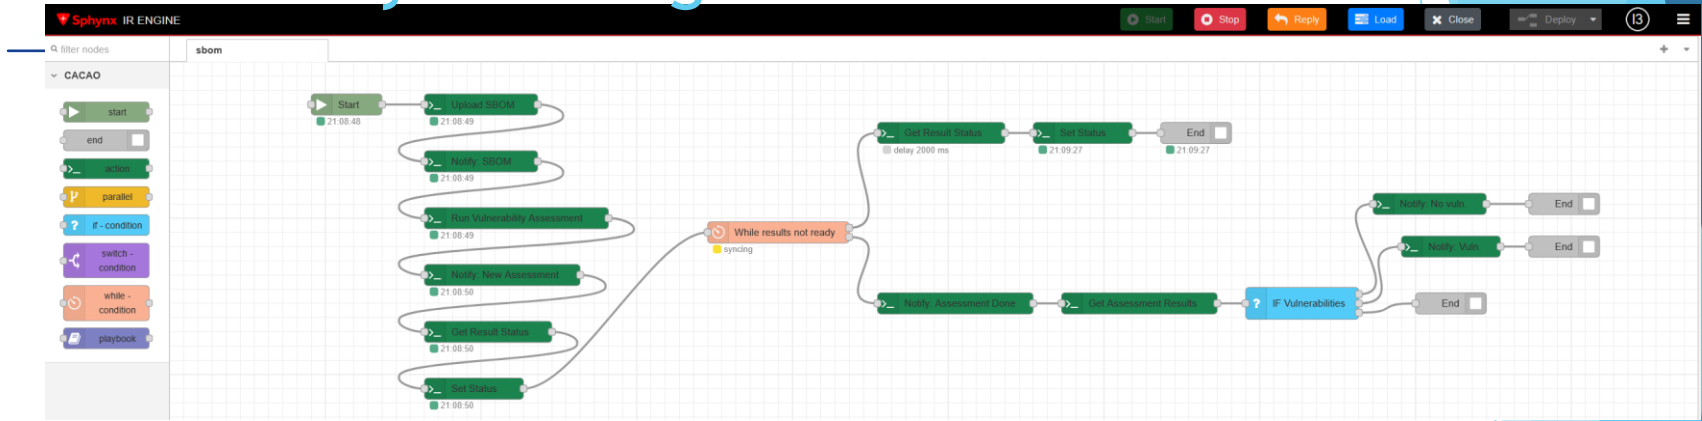 Sphynx IR ENGINE
Start
Stop
Reply
Load
Close
Deploy
filter nodes
sbom
CACAO
start
end
action
parallel
if - condition
switch -
condition
while -
condition
playbook
Start
21:08:48
Upload SBOM
21:08:49
Notify: SBOM
21:08:49
Run Vulnerability Assessment
21:08:49
Notify: New Assessment
21:08:50
Get Result Status
21:08:50
Set Status
21:08:50
While results not ready
syncing
Get Result Status
delay 2000 ms
Set Status
21:09:27
End
21:09:27
Notify: Assessment Done
Get Assessment Results
IF Vulnerabilities
Notify: No vuln.
End
Notify: Vuln
End
End